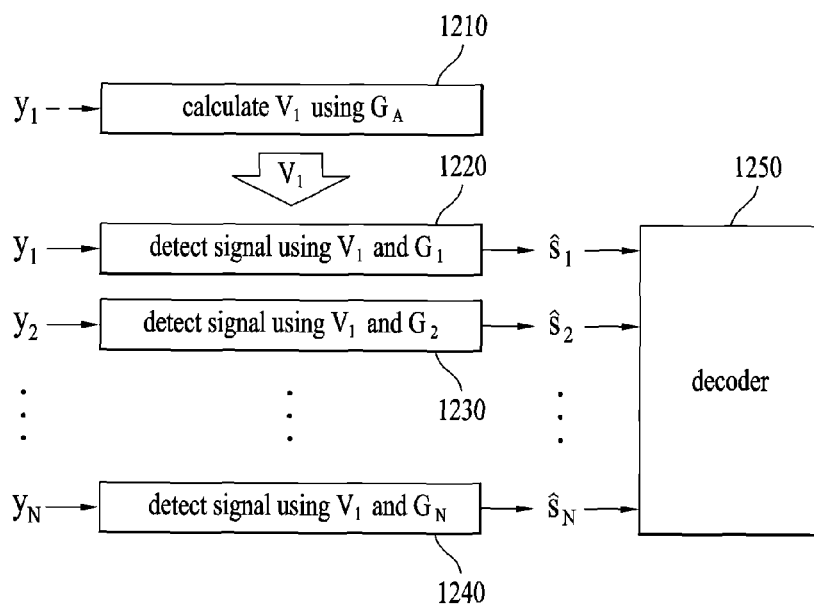 1210
y₁ calculate V₁ using G_A
V₁
1220
1250
y₁ detect signal using V₁ and G₁ ŝ₁
y₂ detect signal using V₁ and G₂ ŝ₂
decoder
1230
y_N detect signal using V₁ and G_N ŝ_N
1240